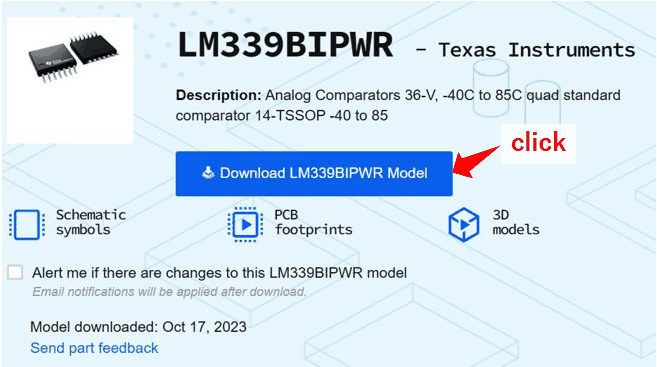 LM339BIPWR – Texas Instruments
Description: Analog Comparators 36-V, -40C to 85C quad standard
comparator 14-TSSOP -40 to 85
click
Download LM339BIPWR Model
Schematic
symbols
PCB
footprints
3D
models
Alert me if there are changes to this LM339BIPWR model
Email notifications will be applied after download.
Model downloaded: Oct 17, 2023
Send part feedback